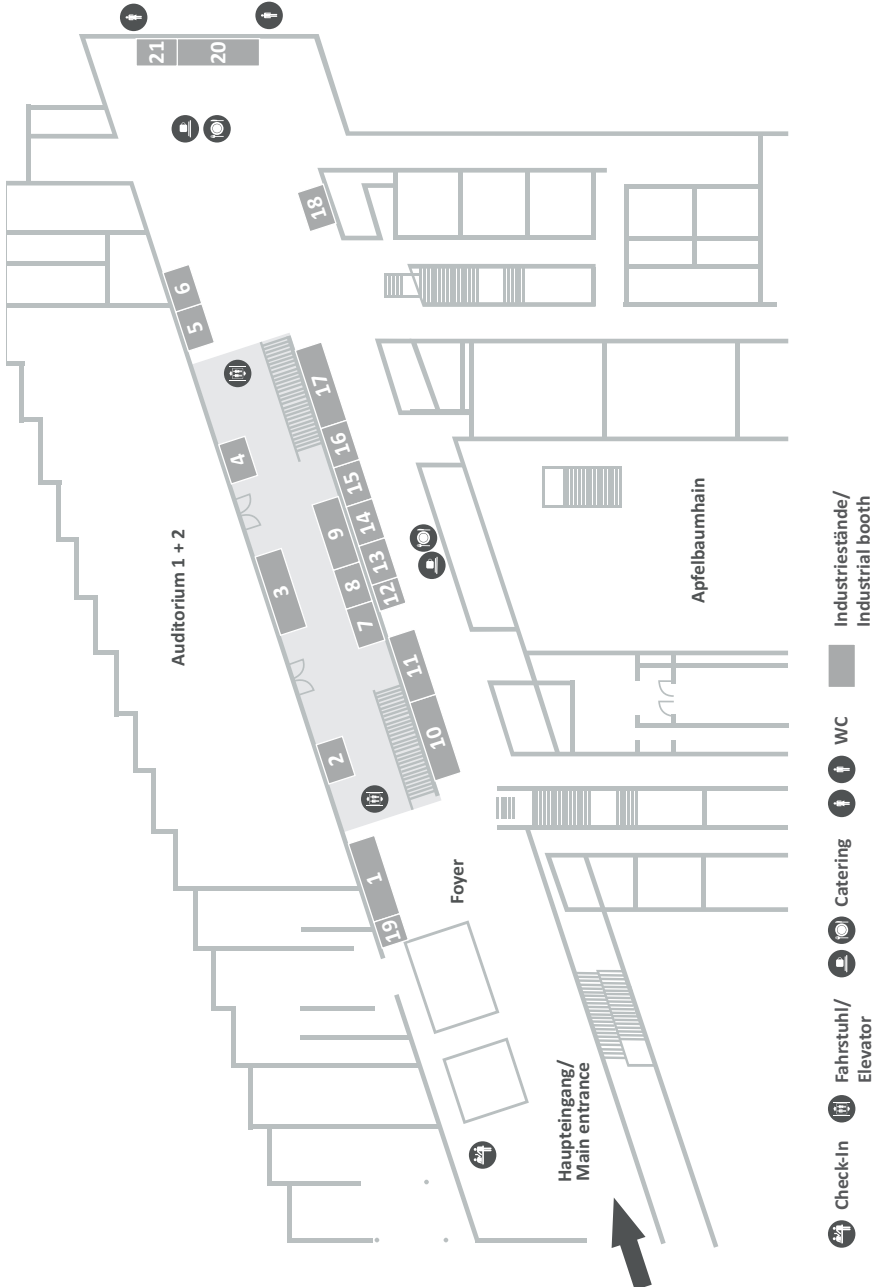 21
20
18
6
5
17
4
16
15
14
9
13
3
12
8
7
11
10
2
1
19
Auditorium 1 + 2
Foyer
Apfelbaumhain
Haupteingang/
Main entrance
Check-In
Fahrstuhl/
Elevator
Catering
WC
Industriestände/
Industrial booth